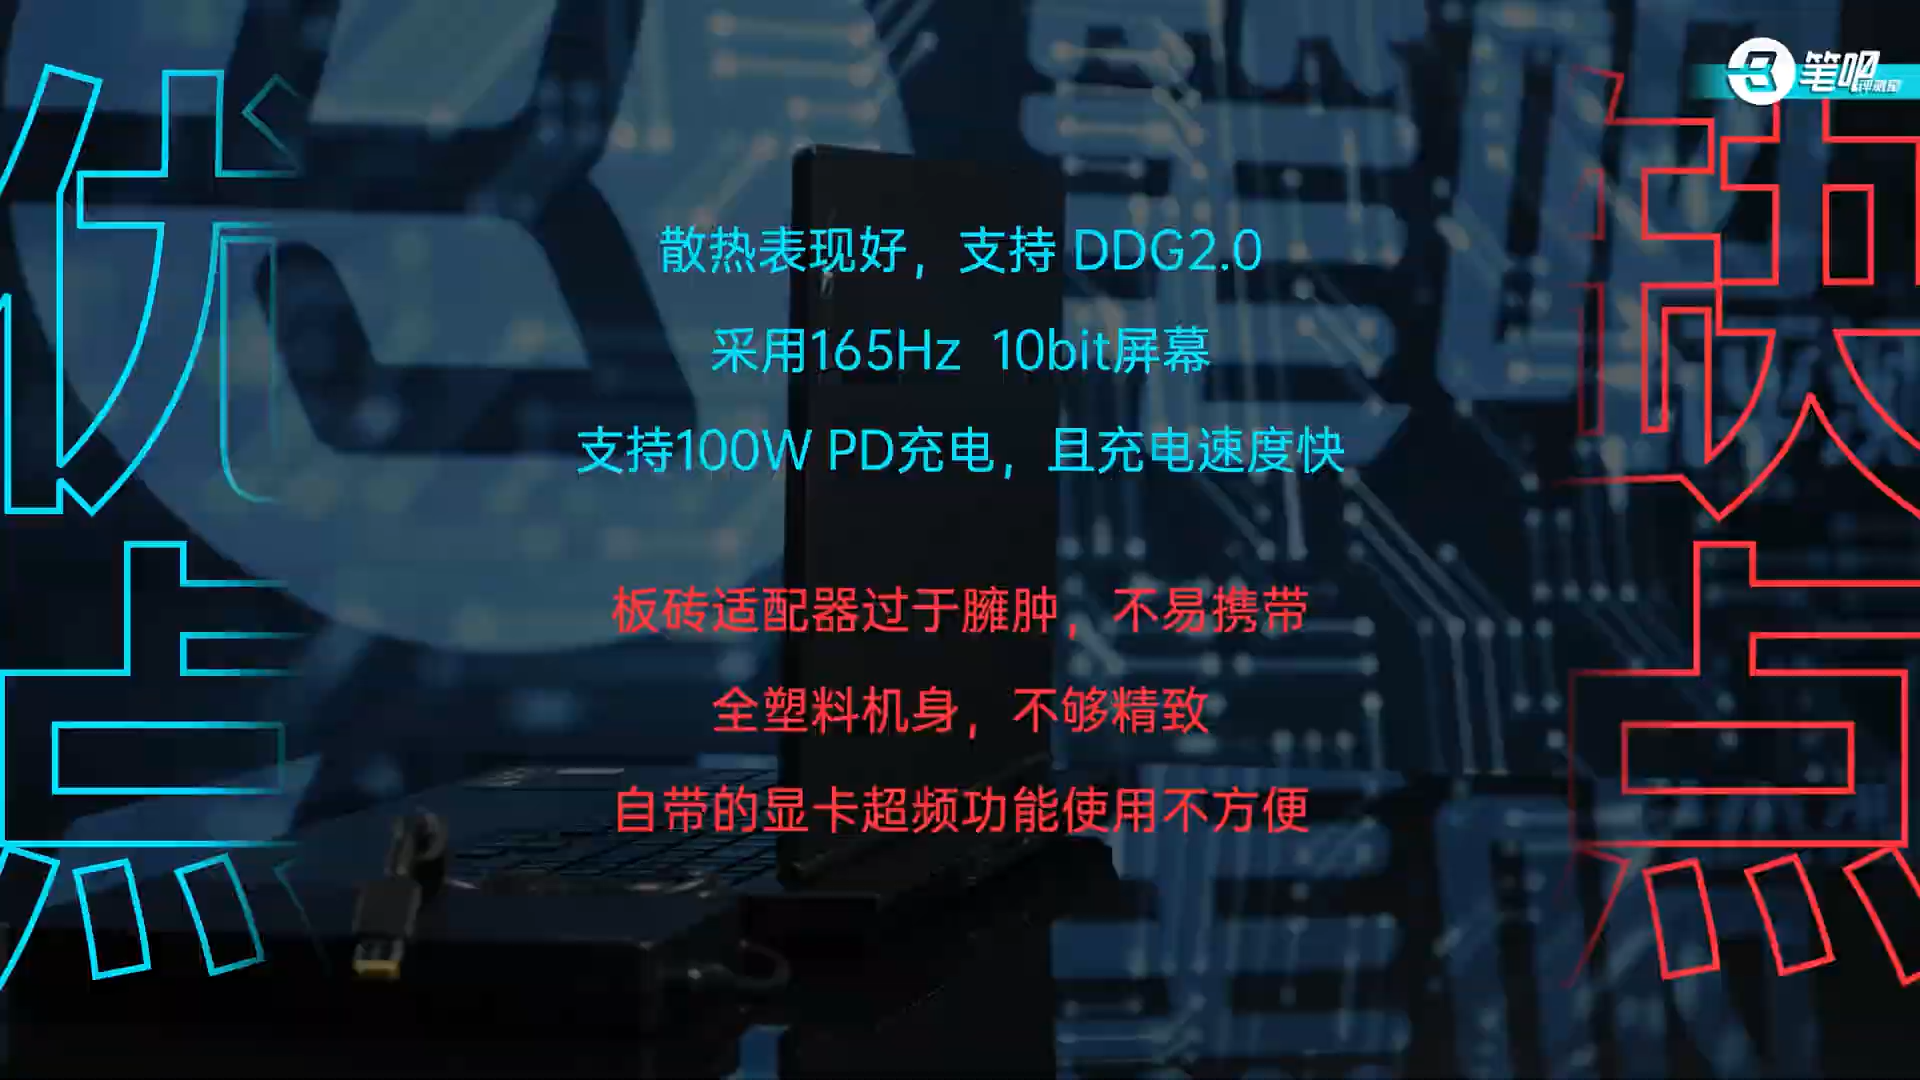 优点
散热表现好，支持 DDG2.0
采用165Hz 10bit屏幕
支持100W PD充电，且充电速度快
板砖适配器过于臃肿，不易携带
全塑料机身，不够精致
自带的显卡超频功能使用不方便
缺点
笔吧评测室